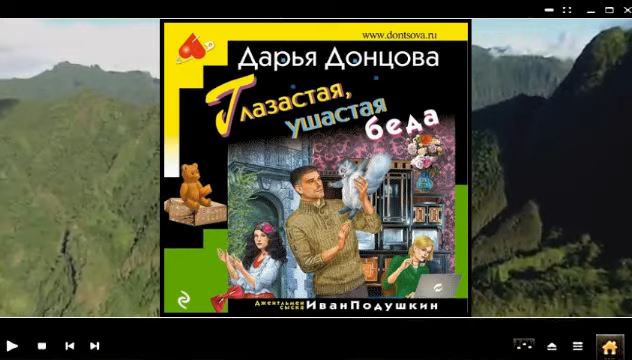 www.dontsova.ru
Дарья Донцова
Глазастая,
ушастая
беда
Джентльмен
сыска
Иван Подушкин